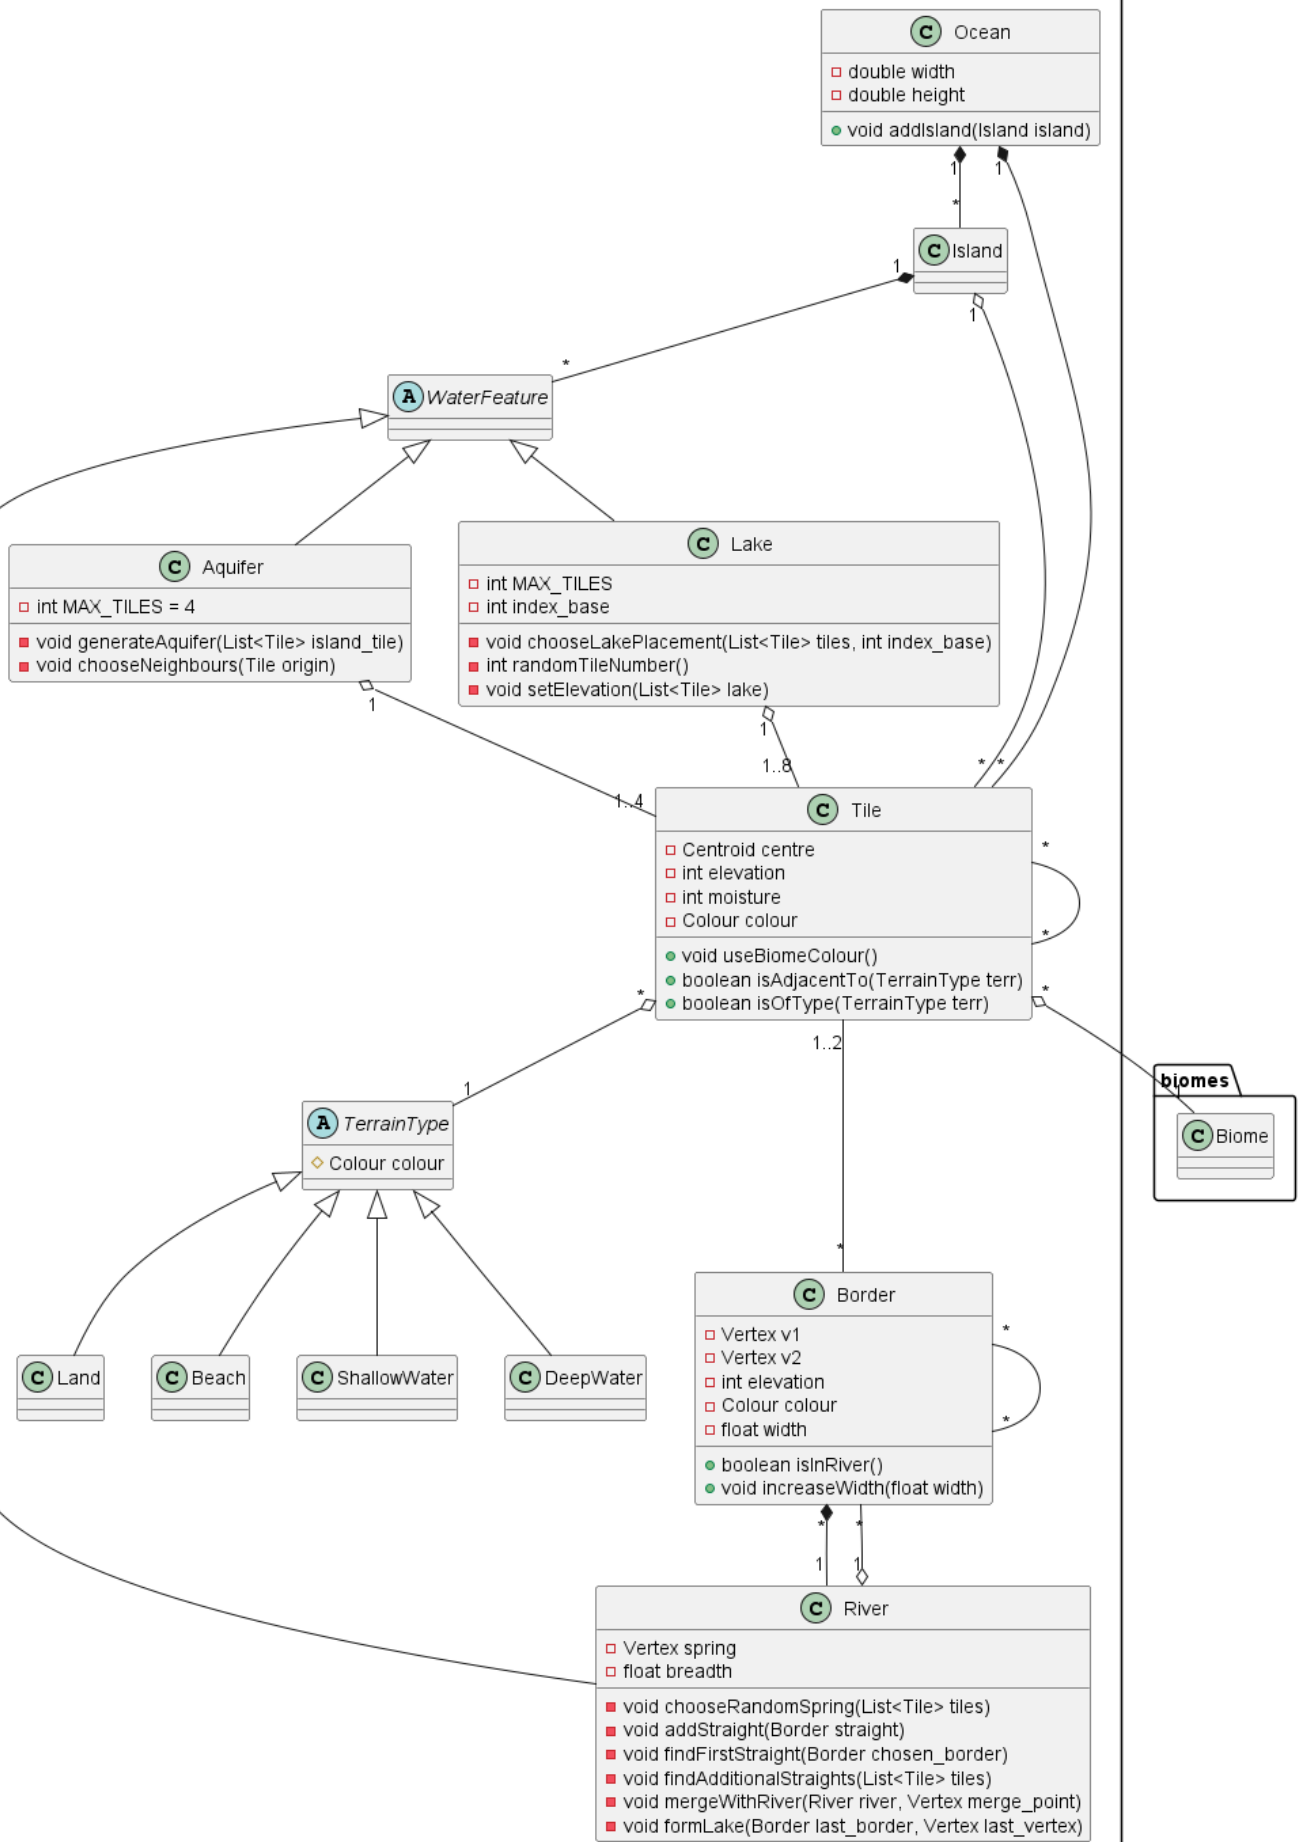 C Ocean
double width
double height
void addIsland(Island island)
1
1
*
C Island
1
1
*
A WaterFeature
C Aquifer
int MAX_TILES = 4
void generateAquifer(List<Tile> island_tile)
void chooseNeighbours(Tile origin)
1
C Lake
int MAX_TILES
int index_base
void chooseLakePlacement(List<Tile> tiles, int index_base)
int randomTileNumber()
void setElevation(List<Tile> lake)
1
1..8
* *
1..4
C Tile
Centroid centre
int elevation
int moisture
Colour colour
void useBiomeColour()
boolean isAdjacentTo(TerrainType terr)
boolean isOfType(TerrainType terr)
*
*
*
*
1..2
1
biomes
1
C Biome
A TerrainType
Colour colour
C Land
C Beach
C ShallowWater
C DeepWater
*
C Border
Vertex v1
Vertex v2
int elevation
Colour colour
float width
boolean isInRiver()
void increaseWidth(float width)
*
*
* *
1 1
C River
Vertex spring
float breadth
void chooseRandomSpring(List<Tile> tiles)
void addStraight(Border straight)
void findFirstStraight(Border chosen_border)
void findAdditionalStraights(List<Tile> tiles)
void mergeWithRiver(River river, Vertex merge_point)
void formLake(Border last_border, Vertex last_vertex)